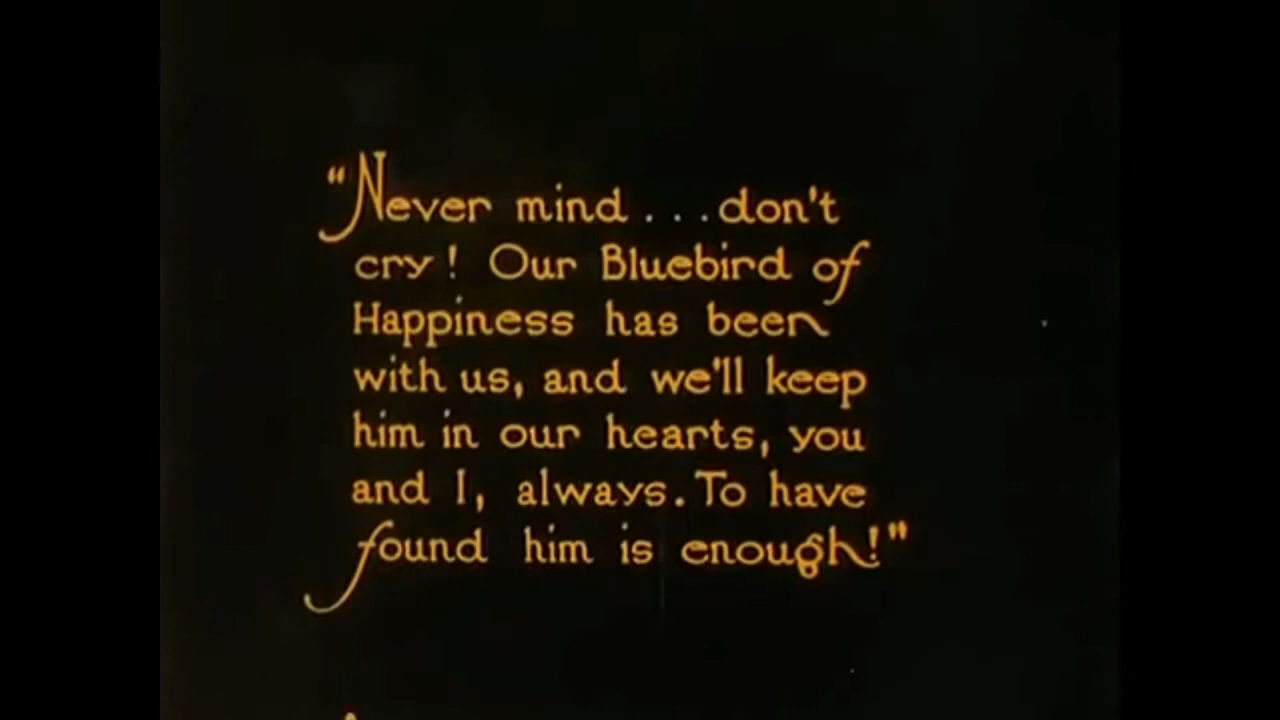 "Never mind . . . don't
cry! Our Bluebird of
Happiness has been
with us, and we'll keep
him in our hearts, you
and I, always. To have
found him is enough!"